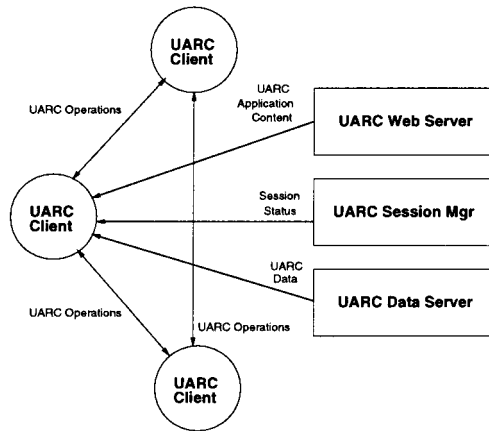 UARC
Client
UARC
Application
Content
UARC Operations
UARC Web Server
UARC
Client
Session
Status
UARC Session Mgr
UARC
Data
UARC Data Server
UARC Operations
UARC Operations
UARC
Client